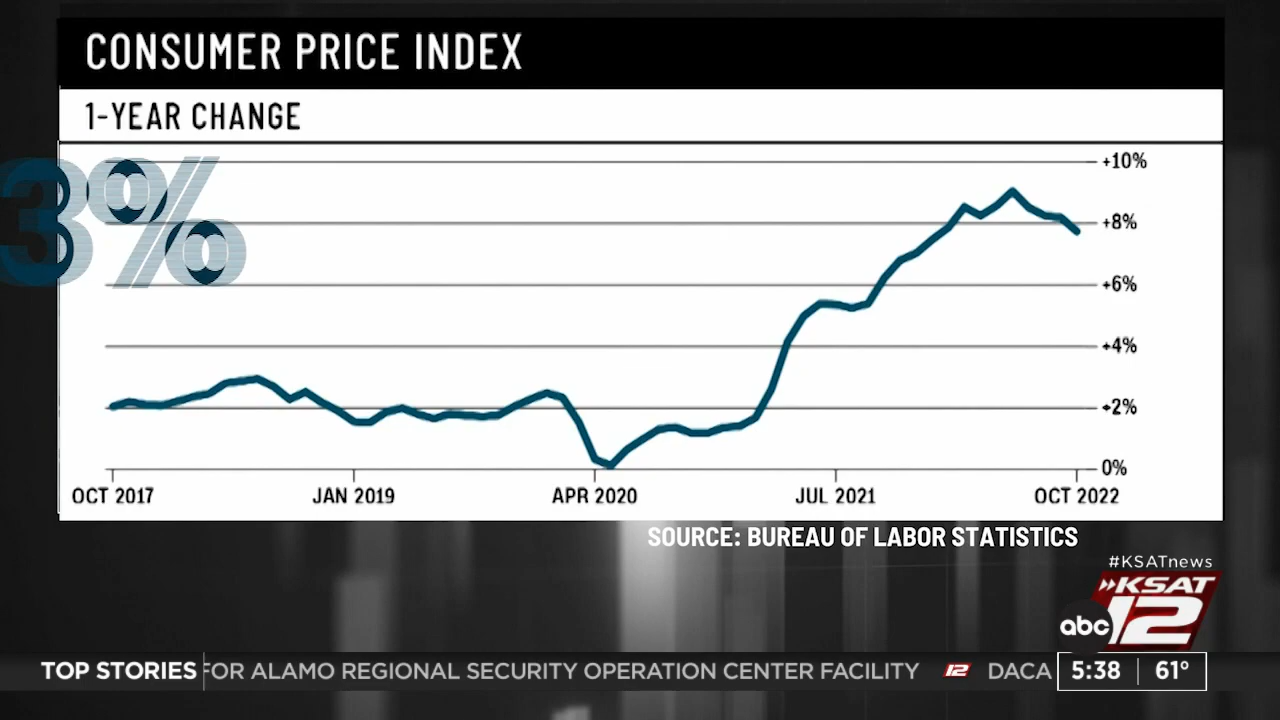 CONSUMER PRICE INDEX
1-YEAR CHANGE
3%
+10%
+8%
+6%
+4%
+2%
0%
OCT 2017 JAN 2019 APR 2020 JUL 2021 OCT 2022
SOURCE: BUREAU OF LABOR STATISTICS
#KSATnews
KSAT
abc 12
TOP STORIES FOR ALAMO REGIONAL SECURITY OPERATION CENTER FACILITY 12 DACA 5:38 61°